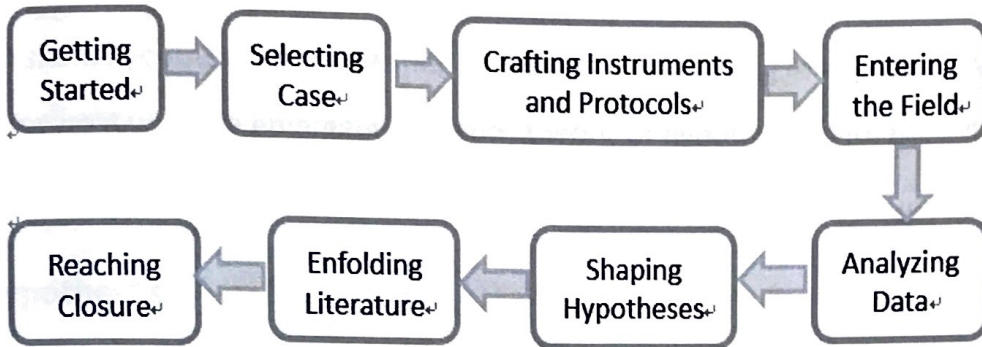 Getting
Started↵
Selecting
Case↵
Crafting Instruments
and Protocols↵
Entering
the Field↵
Analyzing
Data↵
Shaping
Hypotheses↵
Enfolding
Literature↵
Reaching
Closure↵